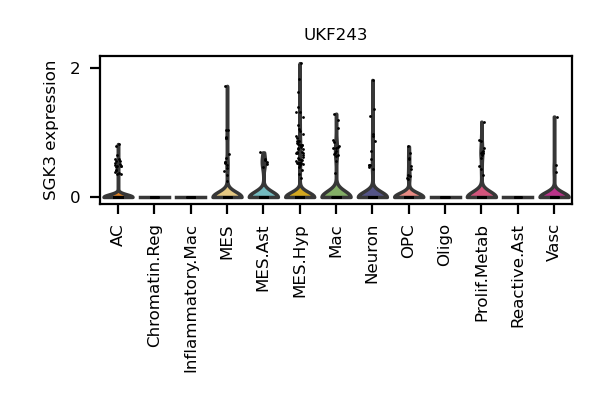 UKF243
SGK3 expression
2
0
AC
Chromatin.Reg
Inflammatory.Mac
MES
MES.Ast
MES.Hyp
Mac
Neuron
OPC
Oligo
Prolif.Metab
Reactive.Ast
Vasc